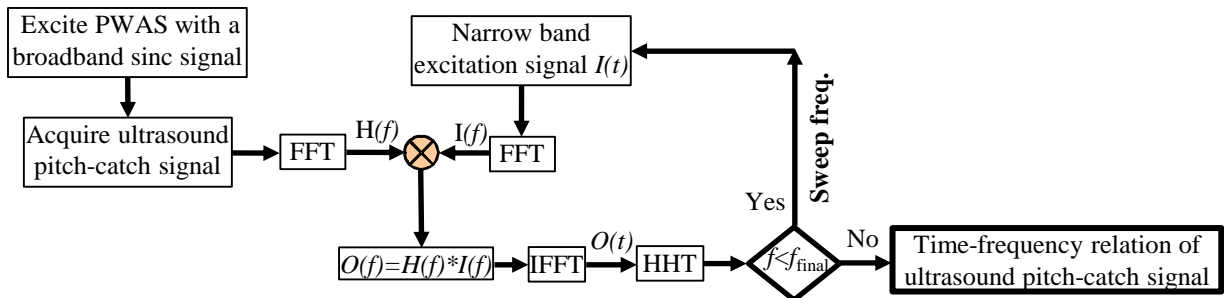 Excite PWAS with a
broadband sinc signal
Acquire ultrasound
pitch-catch signal
FFT
H(f)
Narrow band
excitation signal I(t)
I(f)
FFT
O(f)=H(f)*I(f)
IFFT
O(t)
HHT
f<f_final
Yes
Sweep freq.
No
Time-frequency relation of
ultrasound pitch-catch signal